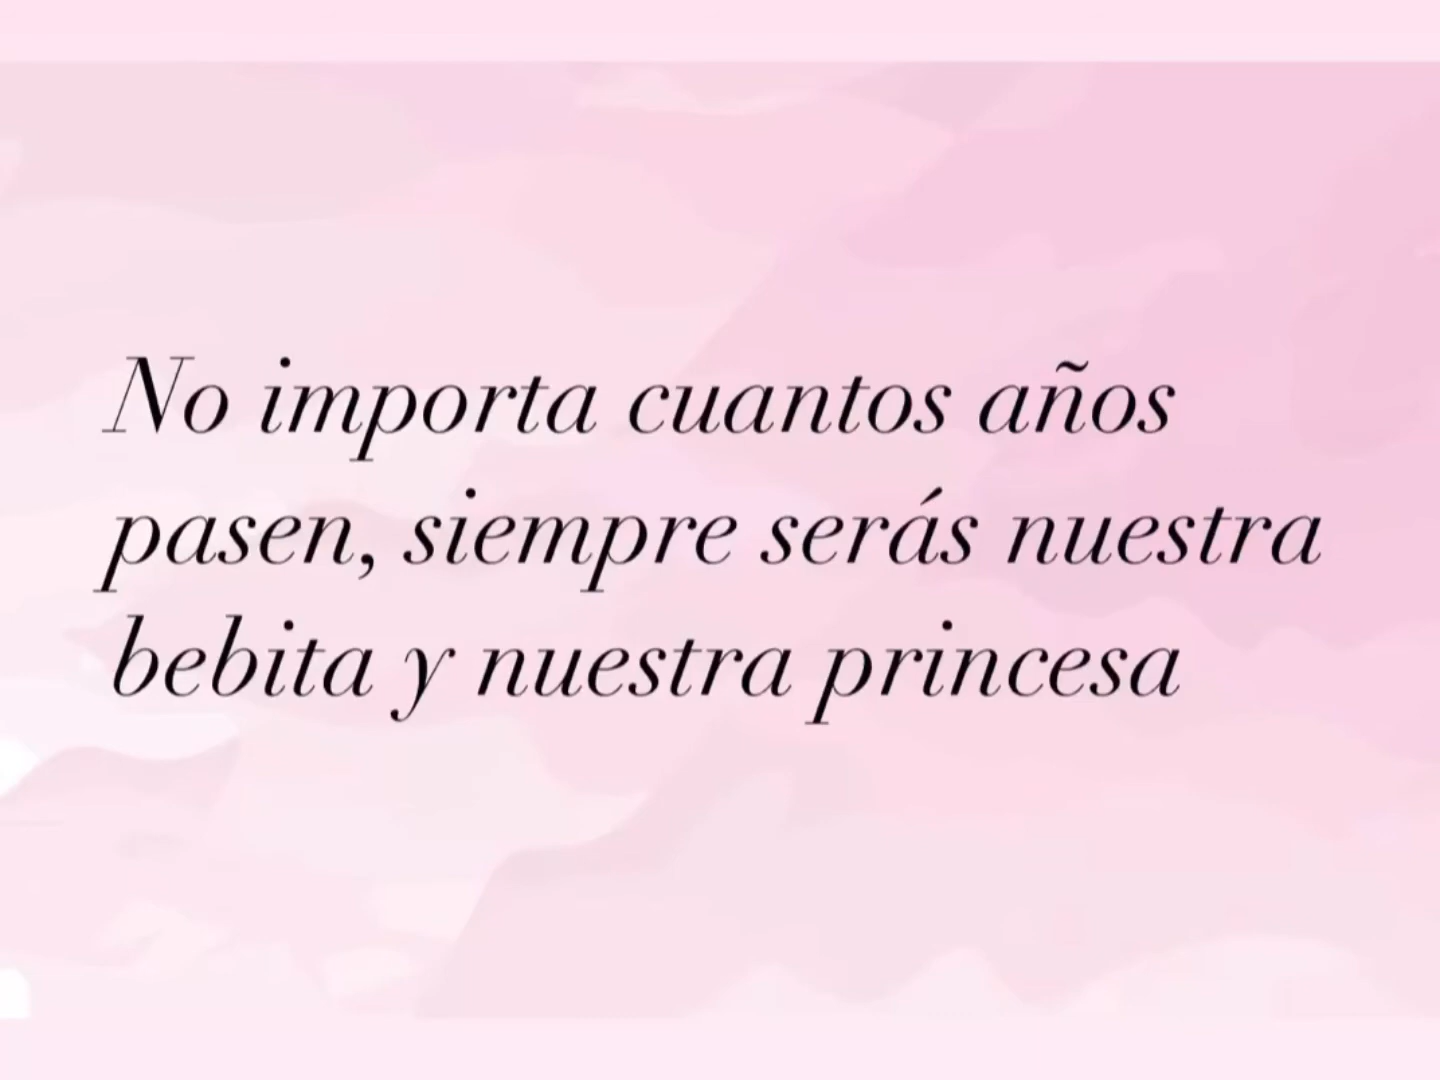 No importa cuantos años
pasen, siempre serás nuestra
bebita y nuestra princesa